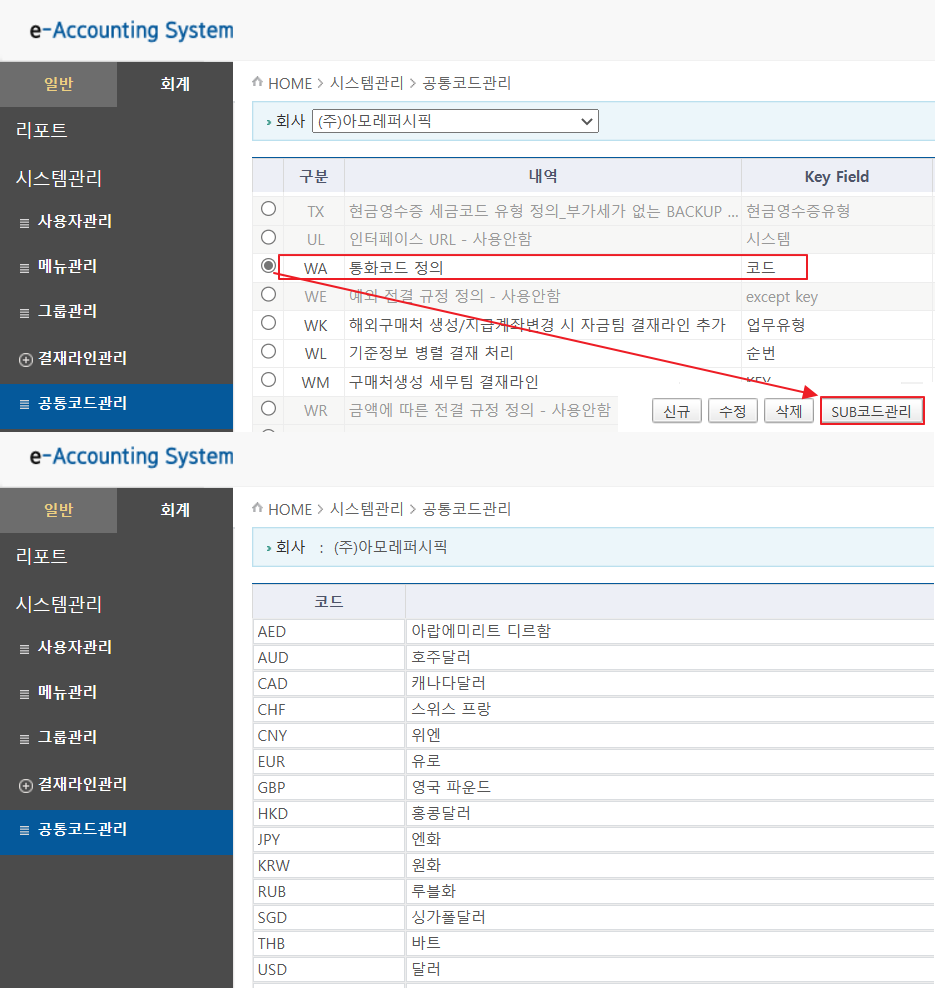 e-Accounting System
일반 회계
리포트
시스템관리
사용자관리
메뉴관리
그룹관리
결재라인관리
공통코드관리
HOME > 시스템관리 > 공통코드관리
› 회사 (주)아모레퍼시픽
구분 내역 Key Field
TX 현금영수증 세금코드 유형 정의_부가세가 없는 BACKUP ... 현금영수증유형
UL 인터페이스 URL - 사용안함 시스템
WA 통화코드 정의 코드
WE 예외 전결 규정 정의 - 사용안함 except key
WK 해외구매처 생성/지급계좌변경 시 자금팀 결재라인 추가 업무유형
WL 기준정보 병렬 결재 처리 순번
WM 구매처생성 세무팀 결재라인 KEY
WR 금액에 따른 전결 규정 정의 - 사용안함
신규 수정 삭제 SUB코드관리
e-Accounting System
일반 회계
리포트
시스템관리
사용자관리
메뉴관리
그룹관리
결재라인관리
공통코드관리
HOME > 시스템관리 > 공통코드관리
› 회사 : (주)아모레퍼시픽
코드
AED 아랍에미리트 디르함
AUD 호주달러
CAD 캐나다달러
CHF 스위스 프랑
CNY 위엔
EUR 유로
GBP 영국 파운드
HKD 홍콩달러
JPY 엔화
KRW 원화
RUB 루블화
SGD 싱가폴달러
THB 바트
USD 달러